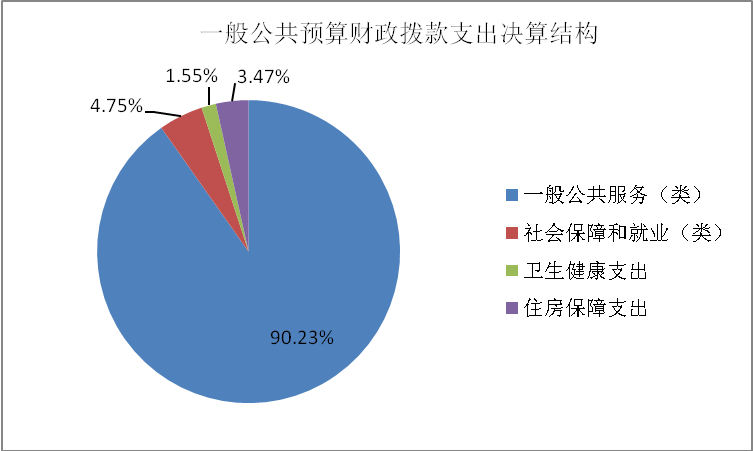 一般公共预算财政拨款支出决算结构
1.55%
3.47%
4.75%
90.23%
一般公共服务（类）
社会保障和就业（类）
卫生健康支出
住房保障支出